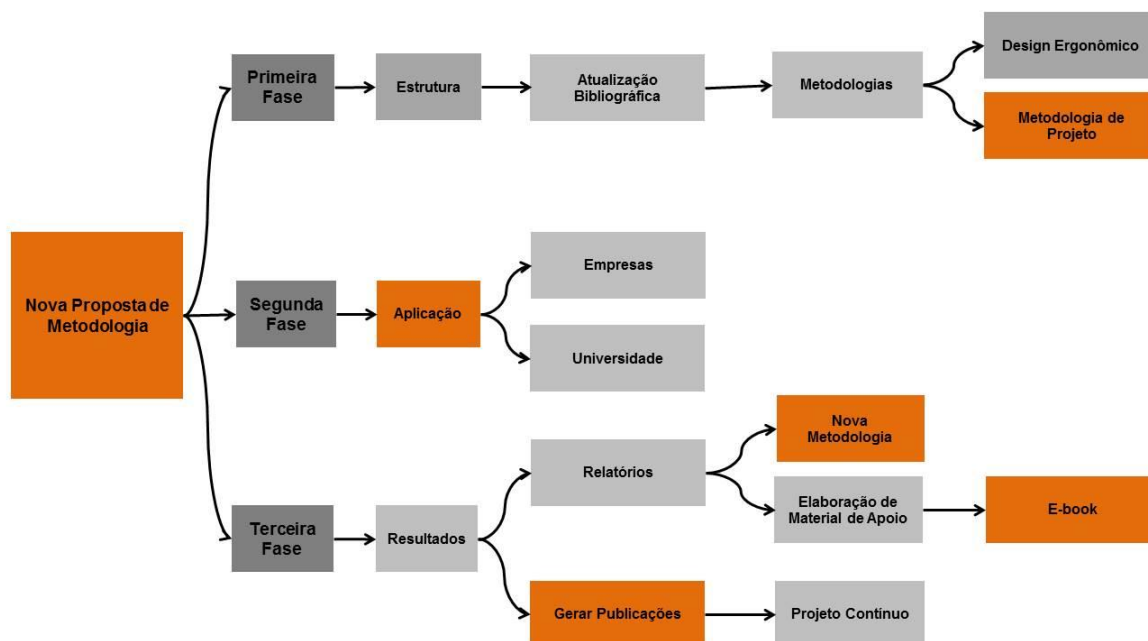 Nova Proposta de
Metodologia
Primeira
Fase
Estrutura
Atualização
Bibliográfica
Metodologias
Design Ergonômico
Metodologia de
Projeto
Segunda
Fase
Aplicação
Empresas
Universidade
Terceira
Fase
Resultados
Relatórios
Nova
Metodologia
Elaboração de
Material de Apoio
E-book
Gerar Publicações
Projeto Contínuo